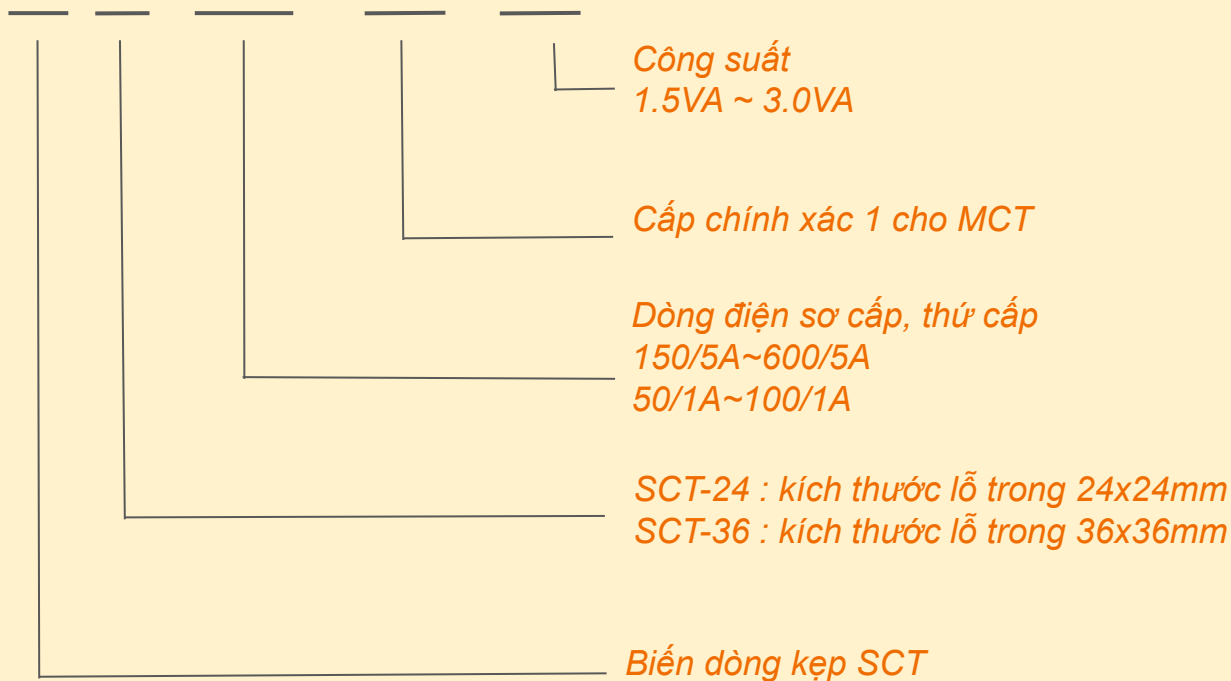 Công suất
1.5VA ~ 3.0VA
Cấp chính xác 1 cho MCT
Dòng điện sơ cấp, thứ cấp
150/5A~600/5A
50/1A~100/1A
SCT-24 : kích thước lỗ trong 24x24mm
SCT-36 : kích thước lỗ trong 36x36mm
Biến dòng kẹp SCT